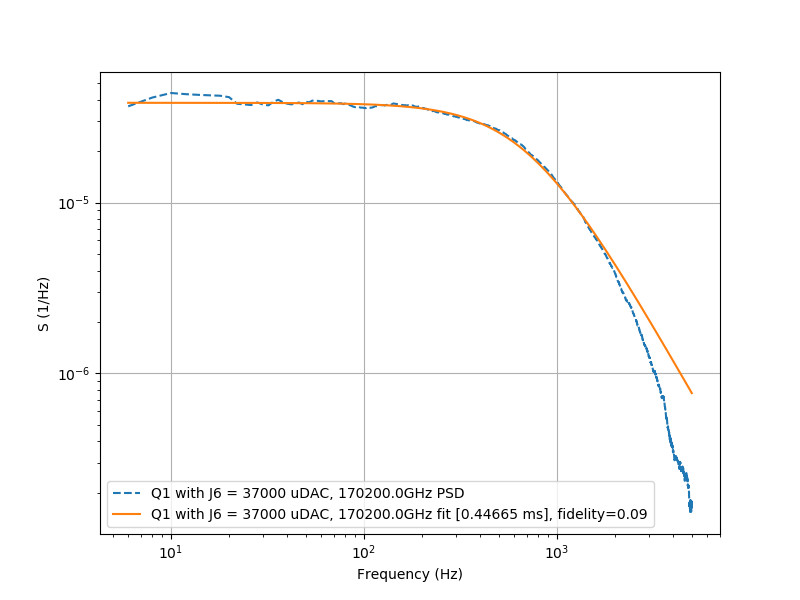 10⁻⁵
10⁻⁶
S (1/Hz)
Q1 with J6 = 37000 uDAC, 170200.0GHz PSD
Q1 with J6 = 37000 uDAC, 170200.0GHz fit [0.44665 ms], fidelity=0.09
10¹
10²
10³
Frequency (Hz)